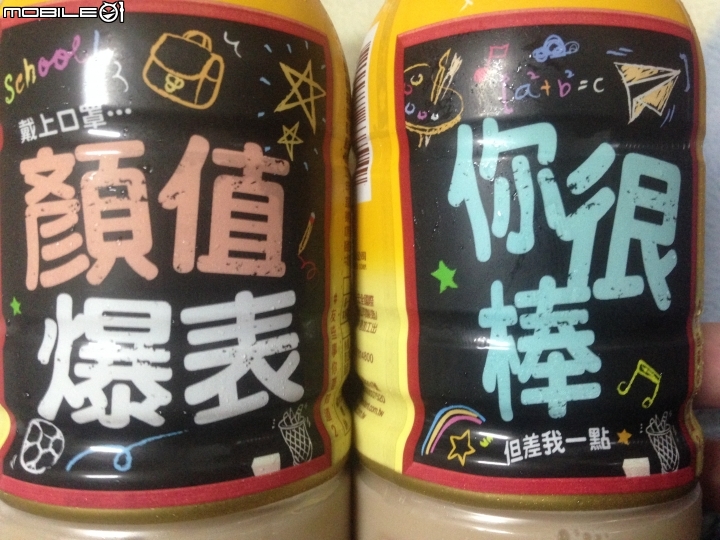 MOBILE01
School!
戴上口罩…
顏值
爆表
a²+b²=c
你很
棒
但差我一點